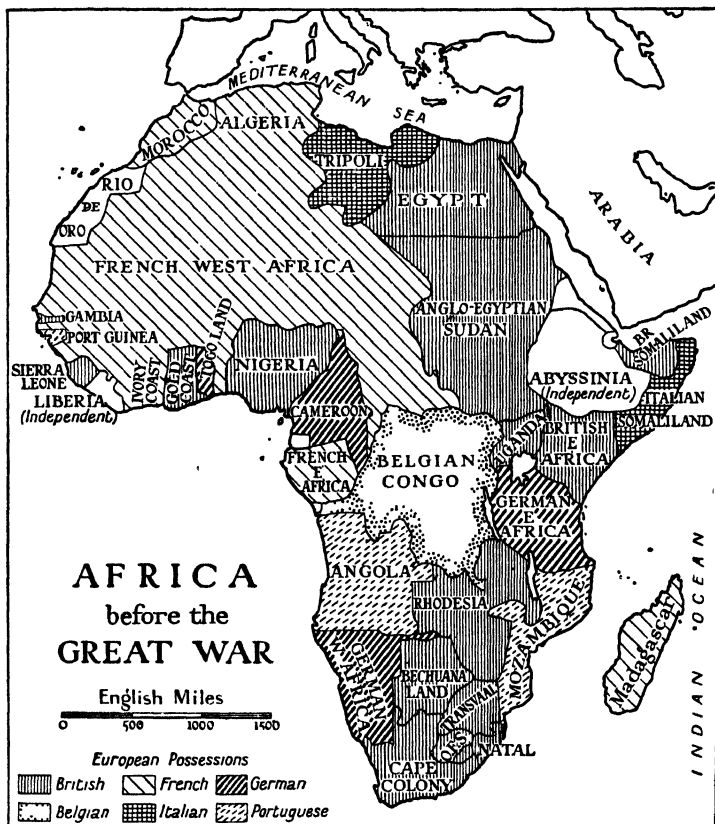 MEDITERRANEAN
SEA
MOROCCO
ALGERIA
TRIPOLI
EGYPT
ARABIA
RIO
DE
ORO
FRENCH WEST AFRICA
ANGLO-EGYPTIAN
SUDAN
GAMBIA
PORT GUINEA
SIERRA
LEONE
LIBERIA
(Independent)
IVORY
COAST
GOLD
COAST
TOGO LAND
NIGERIA
CAMEROON
BR
SOMALILAND
ABYSSINIA
(Independent)
ITALIAN
SOMALILAND
UGANDA
BRITISH
E
AFRICA
FRENCH
E
AFRICA
BELGIAN
CONGO
GERMAN
E
AFRICA
ANGOLA
RHODESIA
MOZAMBIQUE
Madagascar
INDIAN OCEAN
GERMAN
W AFRICA
BECHUANA
LAND
TRANSVAAL
OFS
NATAL
CAPE
COLONY
AFRICA
before the
GREAT WAR
English Miles
0 500 1000 1500
European Possessions
British French German
Belgian Italian Portuguese